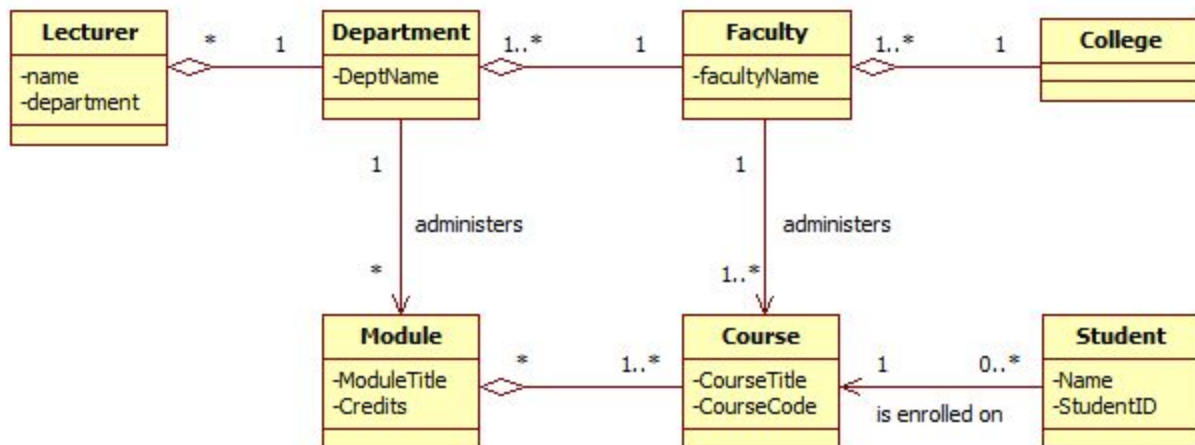 Lecturer
-name
-department
* 1
Department
-DeptName
1..* 1
Faculty
-facultyName
1..* 1
College
1
administers
*
1
administers
1..*
Module
-ModuleTitle
-Credits
* 1..*
Course
-CourseTitle
-CourseCode
1 0..*
is enrolled on
Student
-Name
-StudentID